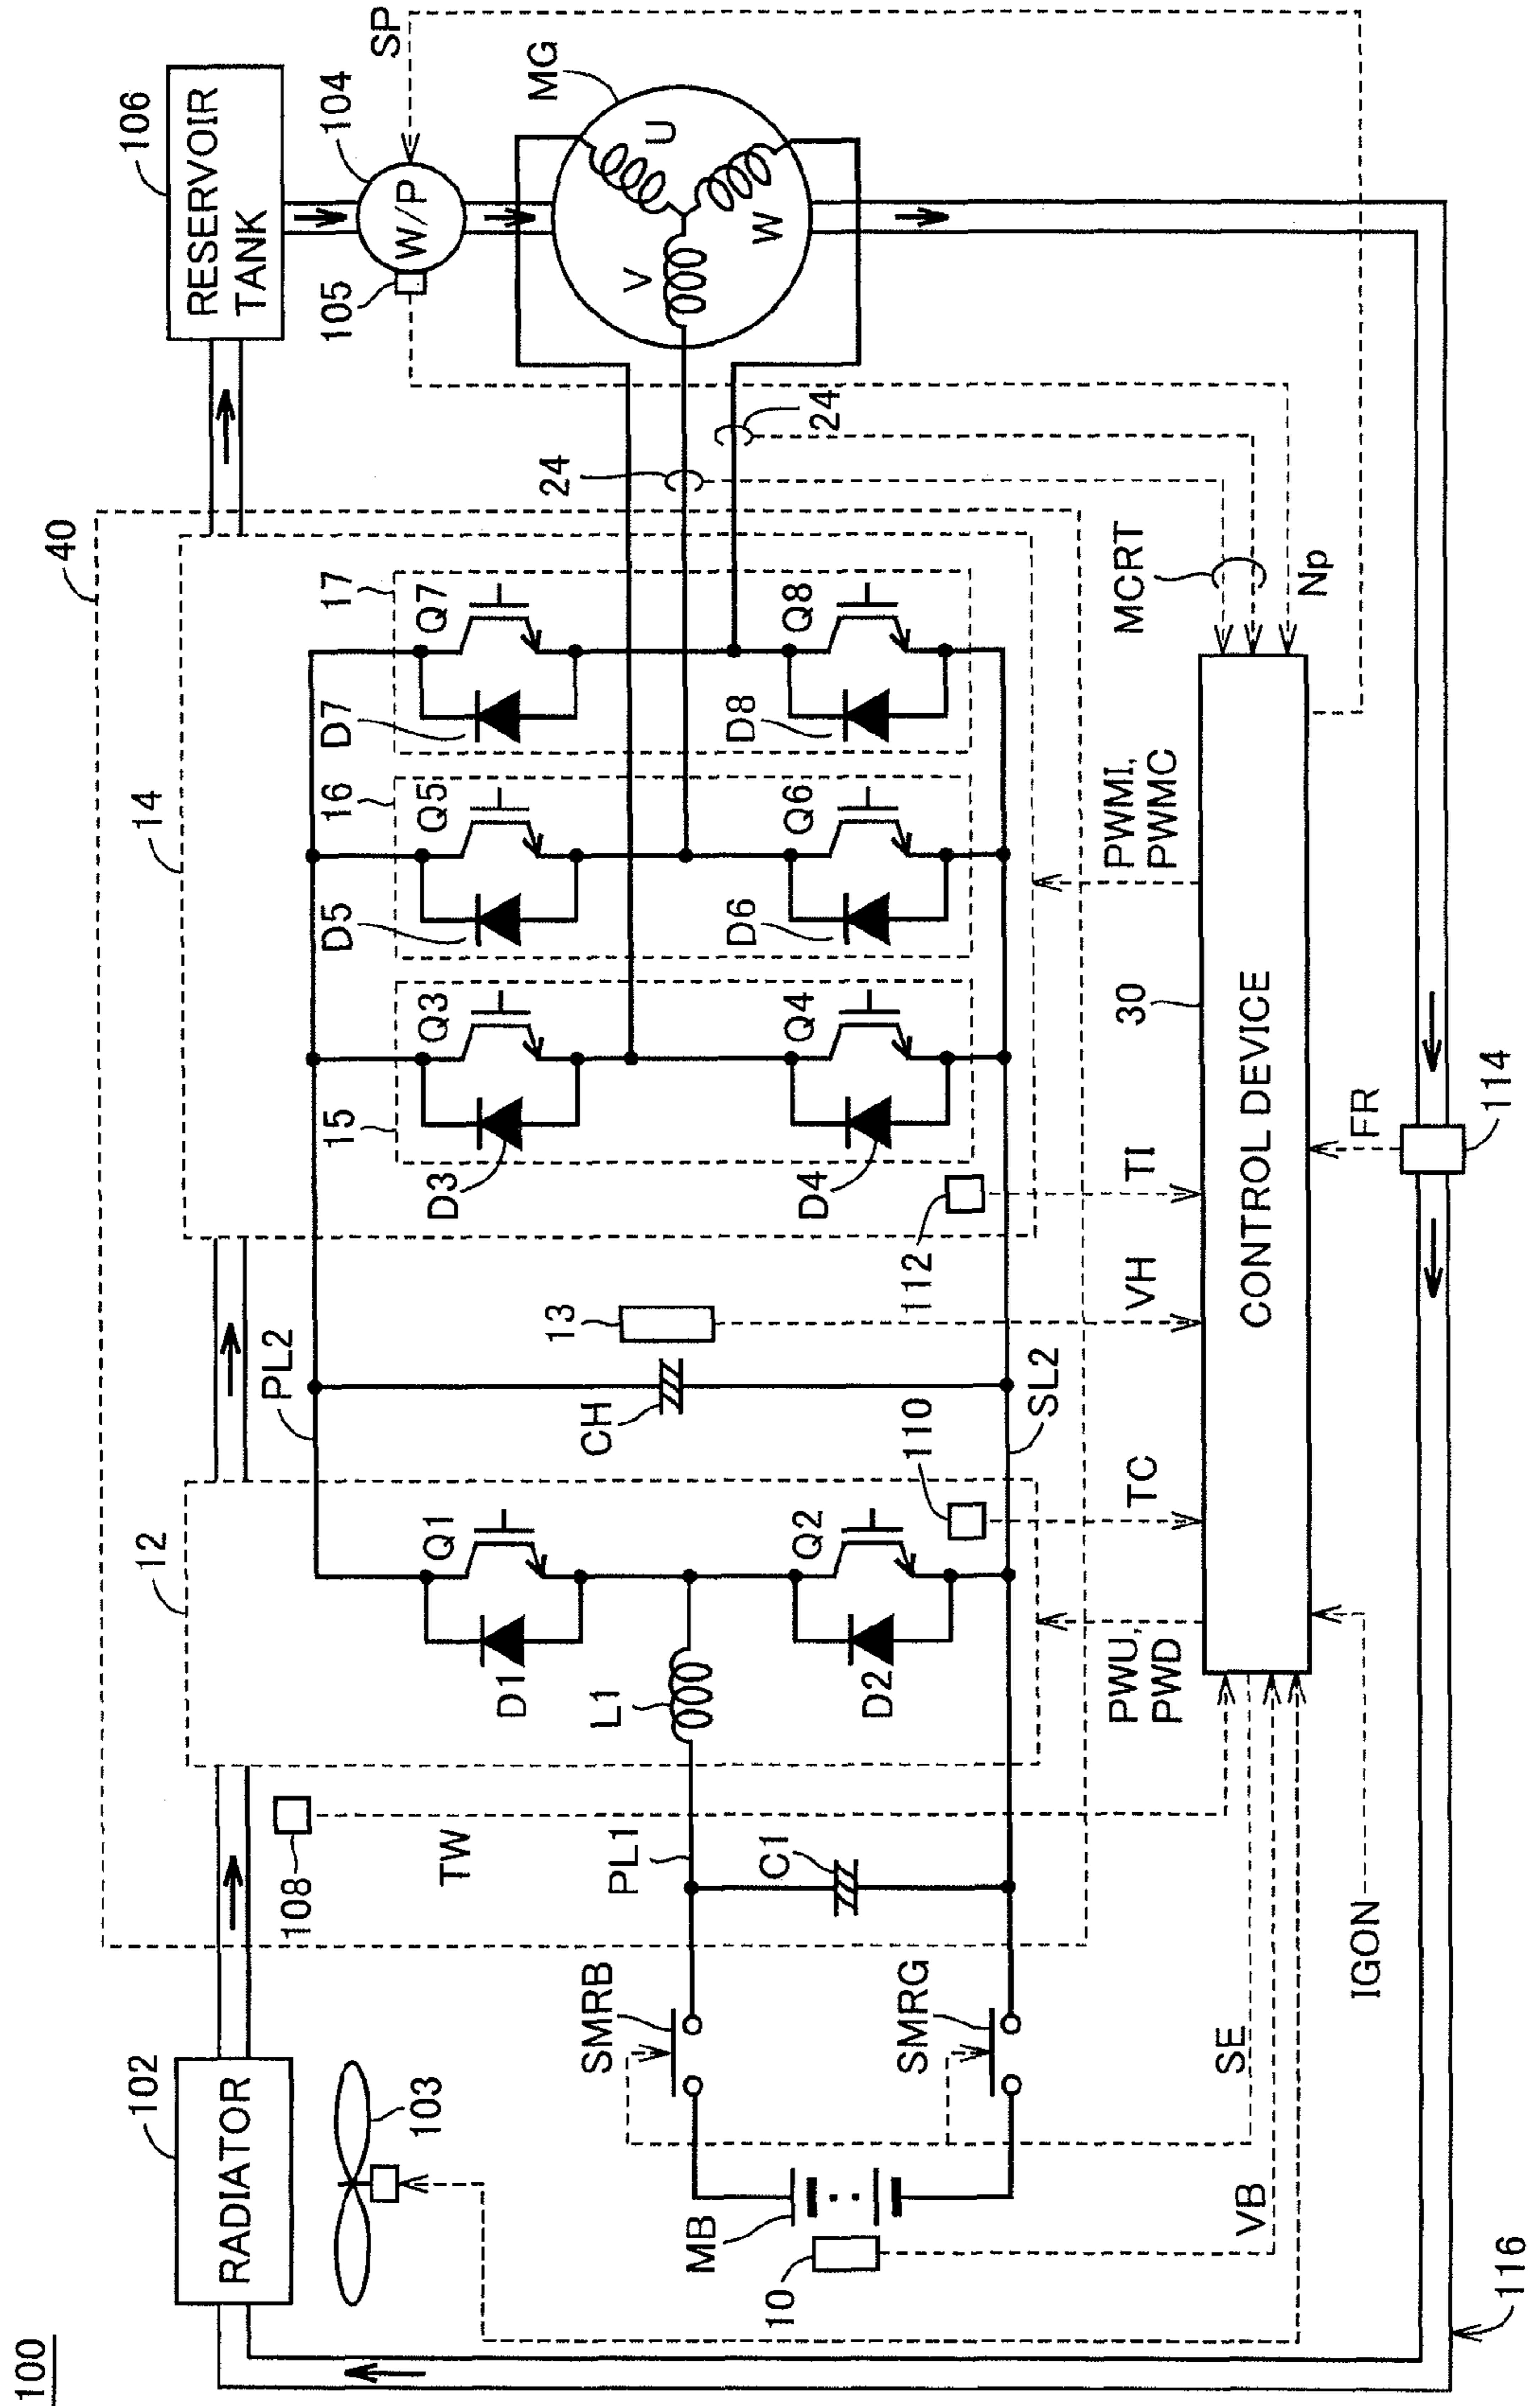 100
102
RADIATOR
103
108
TW
12
40
14
106
RESERVOIR
TANK
104
W/P
105
SP
MG
U
V
W
24
24
MCRT
Np
PL2
PL1
SL2
SMRB
SMRG
MB
10
VB
SE
IGON
C1
L1
Q1
D1
Q2
D2
110
TC
PWU,
PWD
CH
13
VH
112
TI
15
Q3
D3
Q4
D4
16
Q5
D5
Q6
D6
17
Q7
D7
Q8
D8
PWMI,
PWMC
30
CONTROL DEVICE
FR
114
116